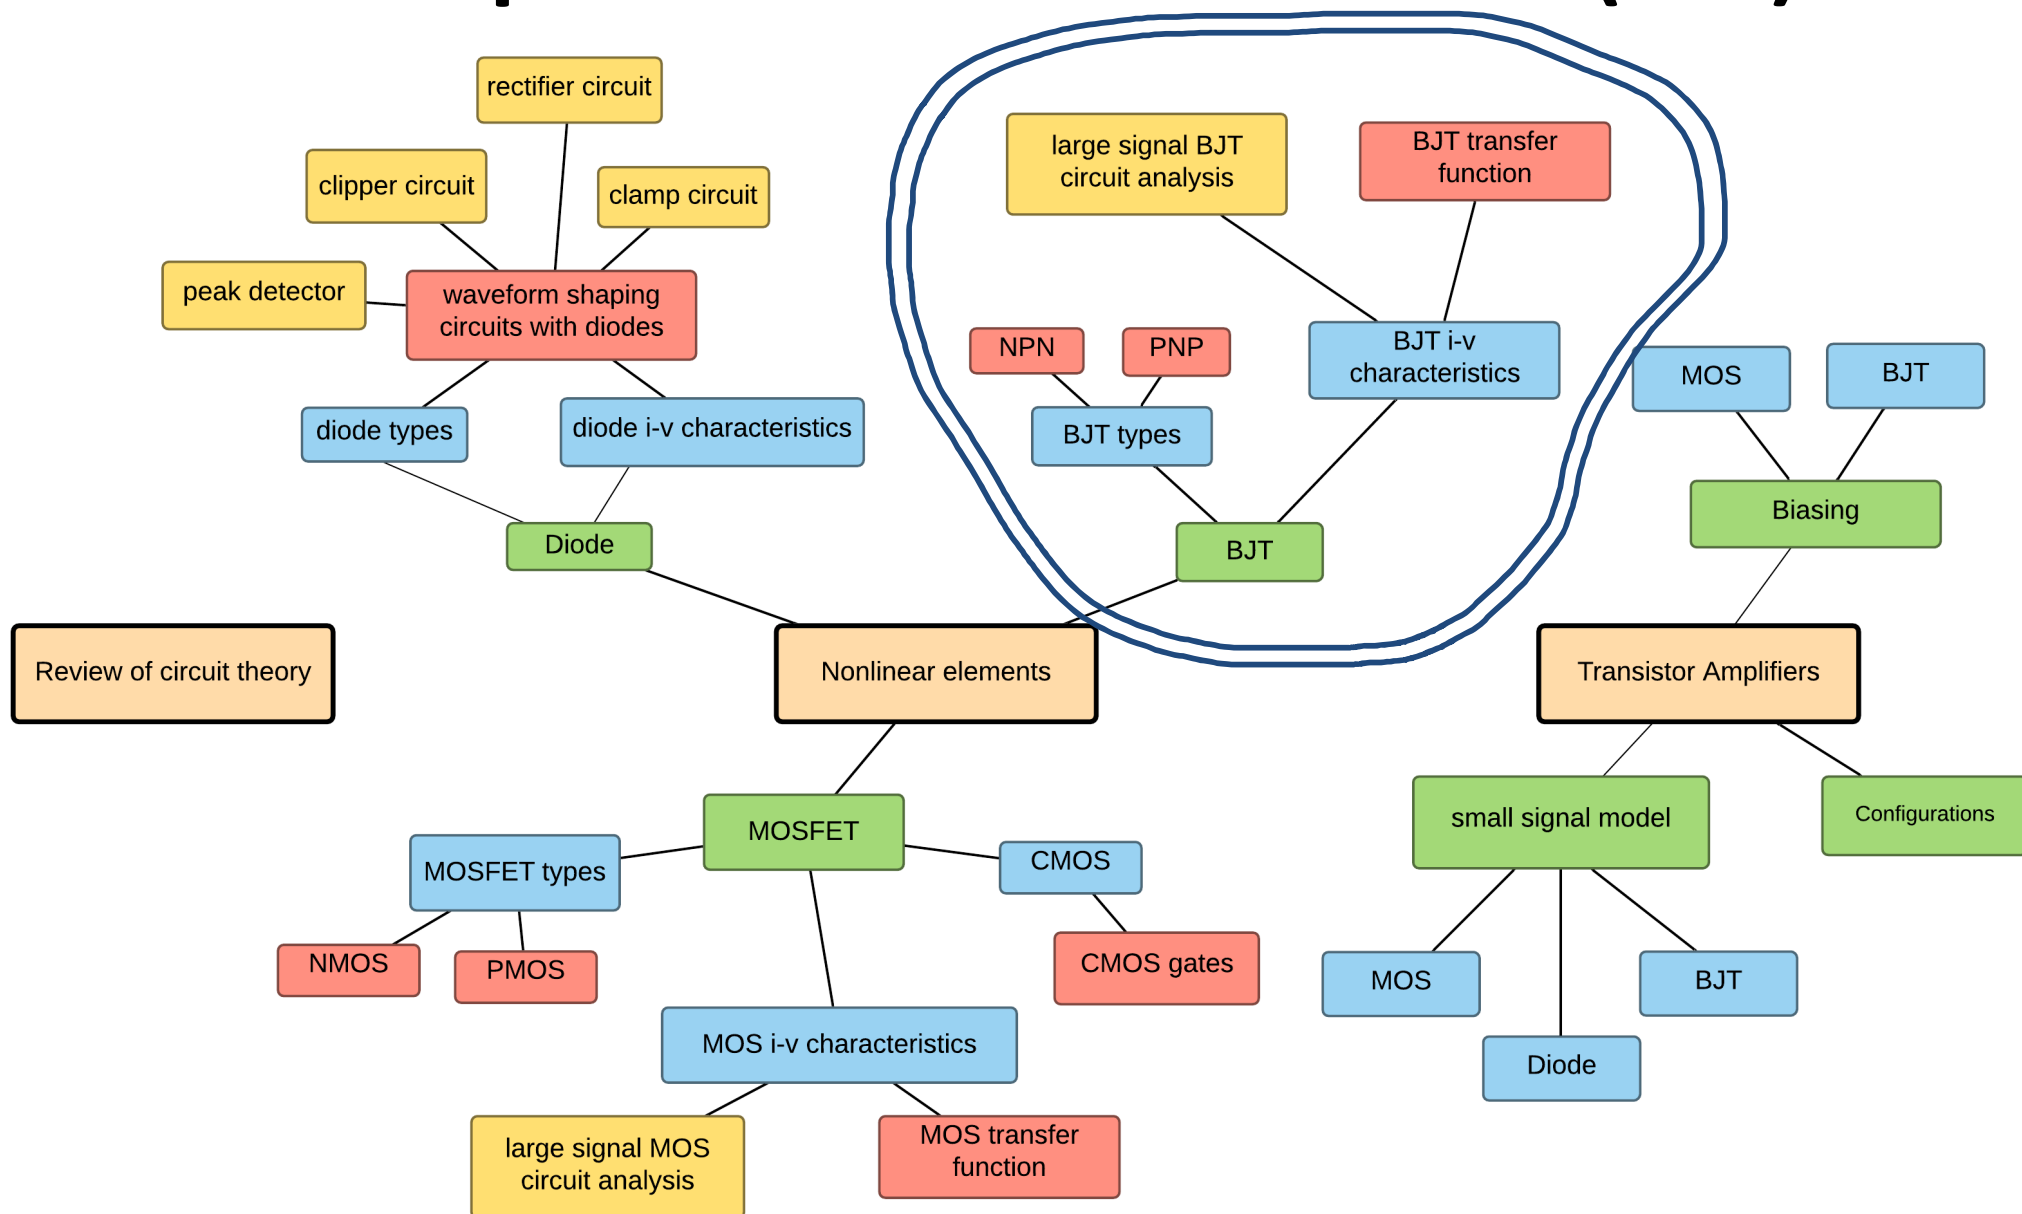 rectifier circuit
clipper circuit
clamp circuit
peak detector
waveform shaping
circuits with diodes
diode types
diode i-v characteristics
Diode
large signal BJT
circuit analysis
BJT transfer
function
NPN
PNP
BJT i-v
characteristics
BJT types
BJT
MOS
BJT
Biasing
Review of circuit theory
Nonlinear elements
Transistor Amplifiers
MOSFET
MOSFET types
CMOS
NMOS
PMOS
CMOS gates
MOS i-v characteristics
large signal MOS
circuit analysis
MOS transfer
function
small signal model
Configurations
MOS
BJT
Diode